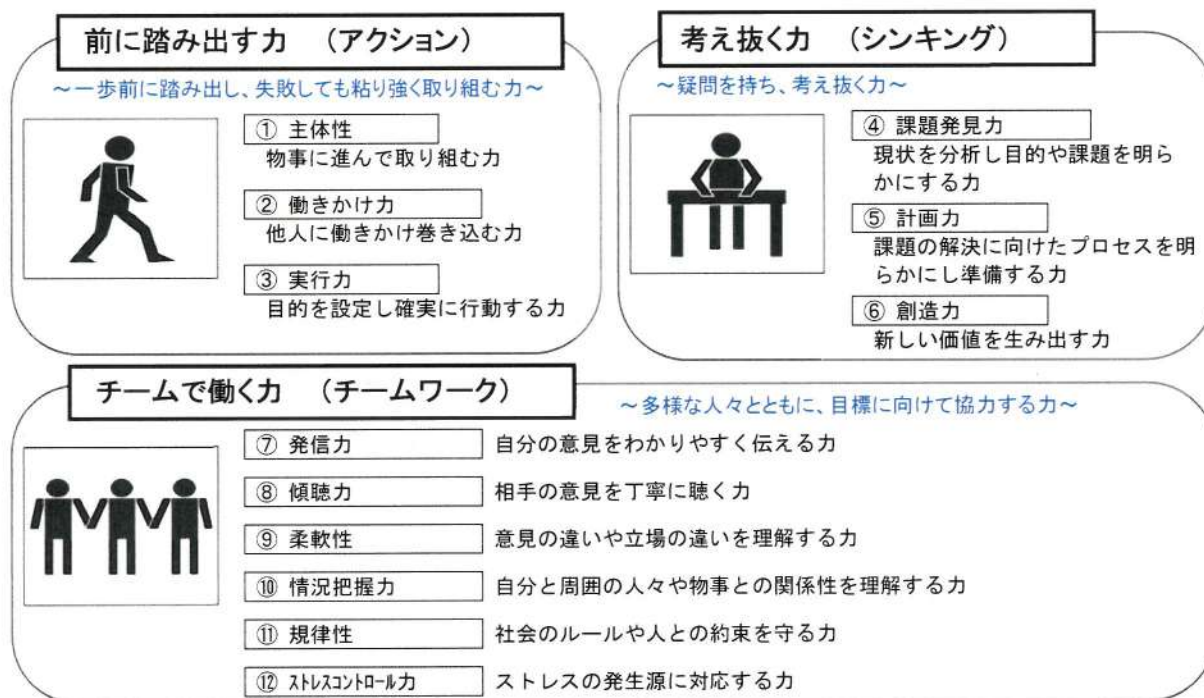 前に踏み出す力 （アクション）
～一歩前に踏み出し、失敗しても粘り強く取り組む力～
① 主体性
物事に進んで取り組む力
② 働きかけ力
他人に働きかけ巻き込む力
③ 実行力
目的を設定し確実に行動する力
考え抜く力 （シンキング）
～疑問を持ち、考え抜く力～
④ 課題発見力
現状を分析し目的や課題を明ら
かにする力
⑤ 計画力
課題の解決に向けたプロセスを明
らかにし準備する力
⑥ 創造力
新しい価値を生み出す力
チームで働く力 （チームワーク）
～多様な人々とともに、目標に向けて協力する力～
⑦ 発信力 自分の意見をわかりやすく伝える力
⑧ 傾聴力 相手の意見を丁寧に聴く力
⑨ 柔軟性 意見の違いや立場の違いを理解する力
⑩ 情況把握力 自分と周囲の人々や物事との関係性を理解する力
⑪ 規律性 社会のルールや人との約束を守る力
⑫ ｽﾄﾚｽｺﾝﾄﾛｰﾙ力 ストレスの発生源に対応する力